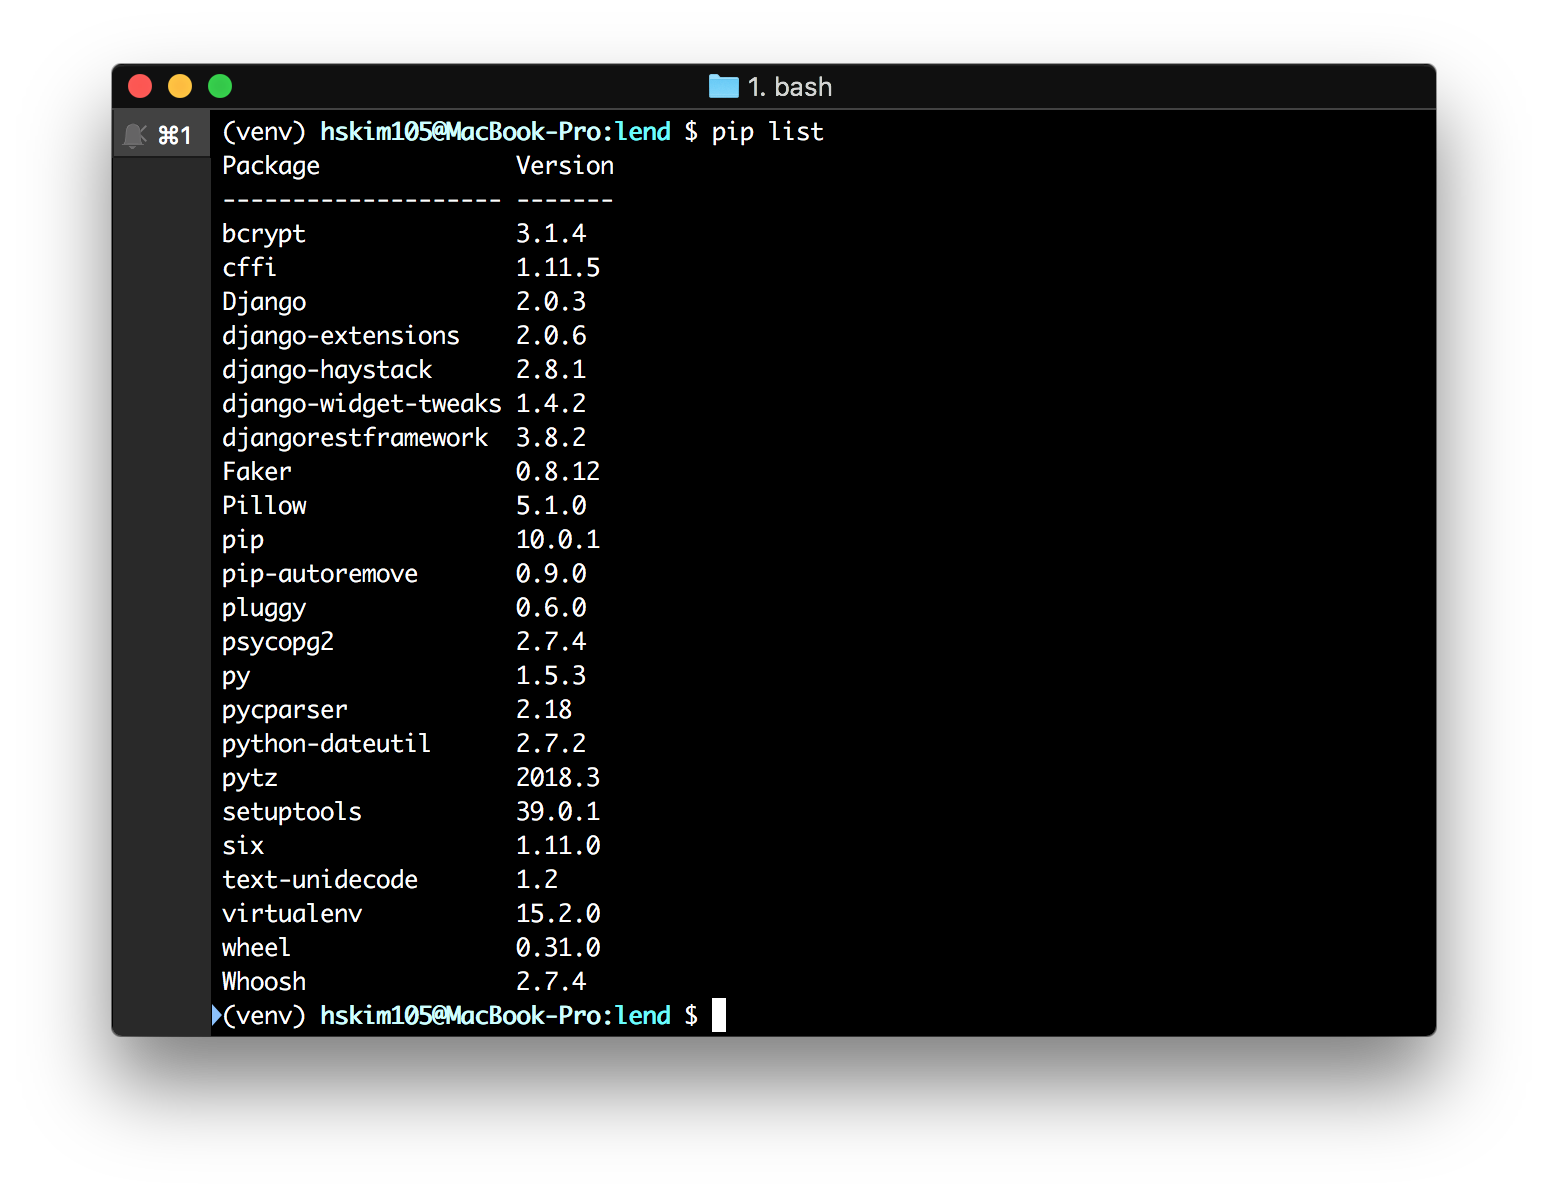 1. bash
⌘1
(venv) hskim105@MacBook-Pro:lend $ pip list
Package              Version
-------------------- -------
bcrypt               3.1.4
cffi                 1.11.5
Django               2.0.3
django-extensions    2.0.6
django-haystack      2.8.1
django-widget-tweaks 1.4.2
djangorestframework  3.8.2
Faker                0.8.12
Pillow               5.1.0
pip                  10.0.1
pip-autoremove       0.9.0
pluggy               0.6.0
psycopg2             2.7.4
py                   1.5.3
pycparser            2.18
python-dateutil      2.7.2
pytz                 2018.3
setuptools           39.0.1
six                  1.11.0
text-unidecode       1.2
virtualenv           15.2.0
wheel                0.31.0
Whoosh               2.7.4
(venv) hskim105@MacBook-Pro:lend $